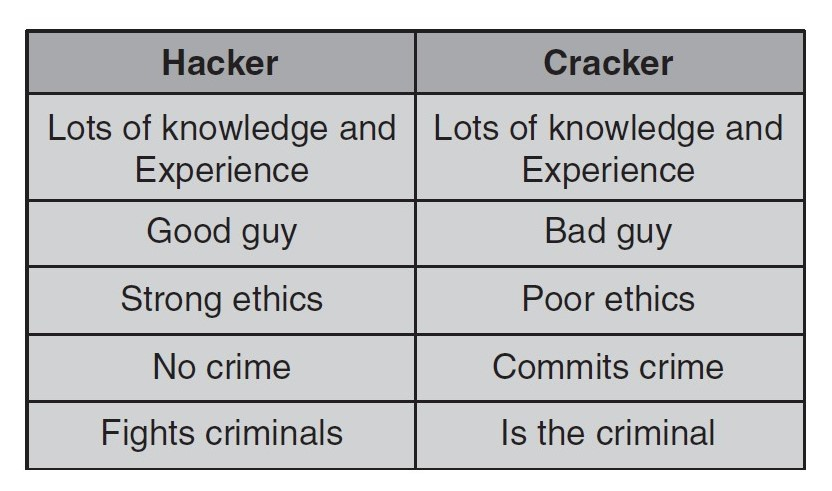 Hacker
Cracker
Lots of knowledge and
Experience
Lots of knowledge and
Experience
Good guy
Bad guy
Strong ethics
Poor ethics
No crime
Commits crime
Fights criminals
Is the criminal